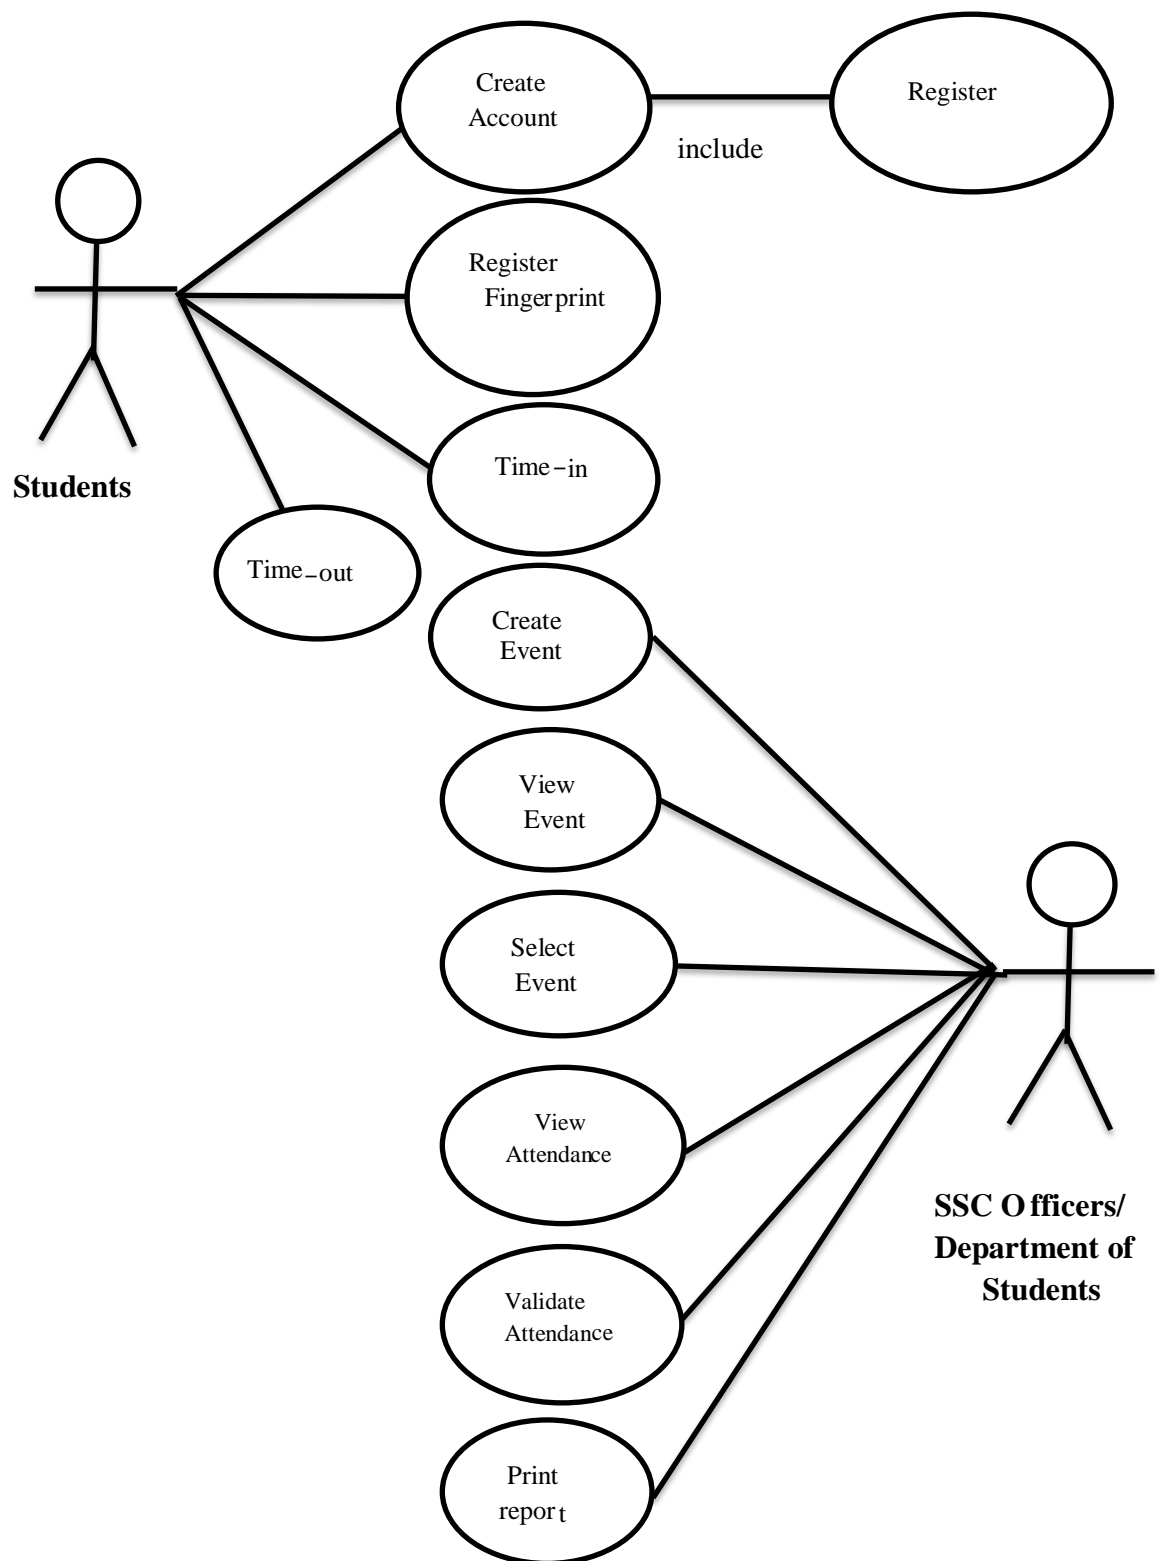 Create
Account
Register
include
Register
Fingerprint
Time-in
Students
Time-out
Create
Event
View
Event
Select
Event
View
Attendance
SSC Officers/
Department of
Students
Validate
Attendance
Print
report